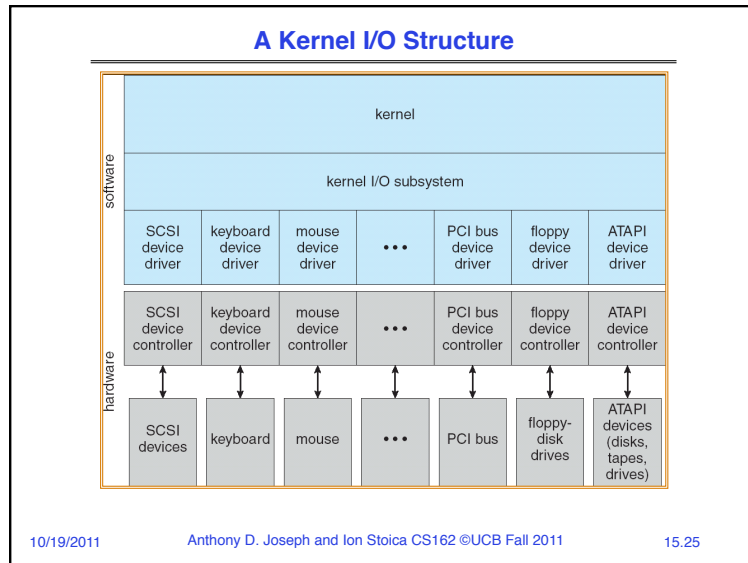 A Kernel I/O Structure
software
kernel
kernel I/O subsystem
SCSI device driver
keyboard device driver
mouse device driver
•••
PCI bus device driver
floppy device driver
ATAPI device driver
hardware
SCSI device controller
keyboard device controller
mouse device controller
•••
PCI bus device controller
floppy device controller
ATAPI device controller
SCSI devices
keyboard
mouse
•••
PCI bus
floppy-disk drives
ATAPI devices (disks, tapes, drives)
10/19/2011
Anthony D. Joseph and Ion Stoica CS162 ©UCB Fall 2011
15.25